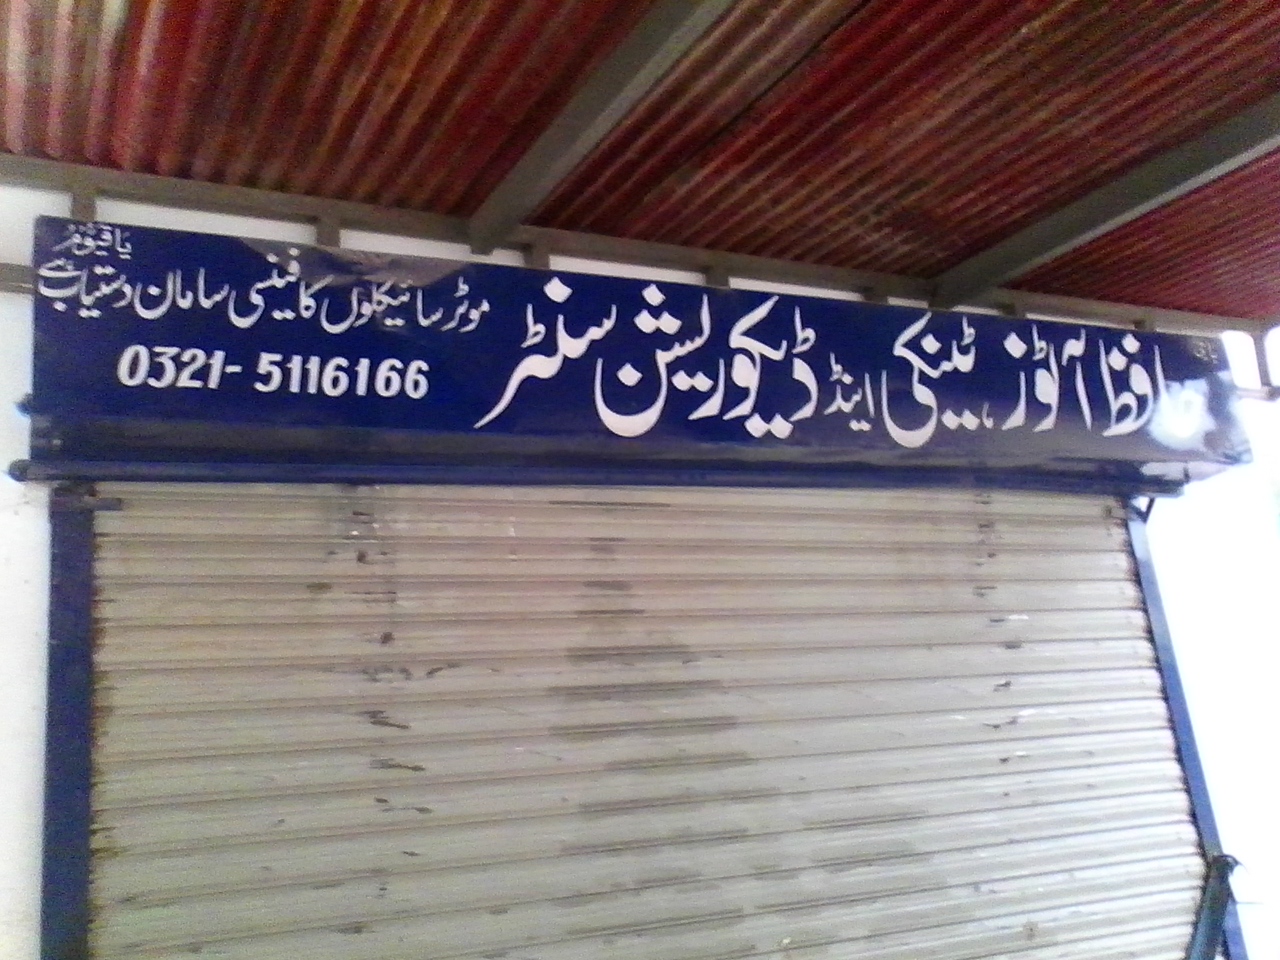 یا قیوم
حافظ آٹوز، ٹینکی اینڈ ڈیکوریشن سنٹر
موٹر سائیکلوں کا فینسی سامان دستیاب ہے
0321-5116166